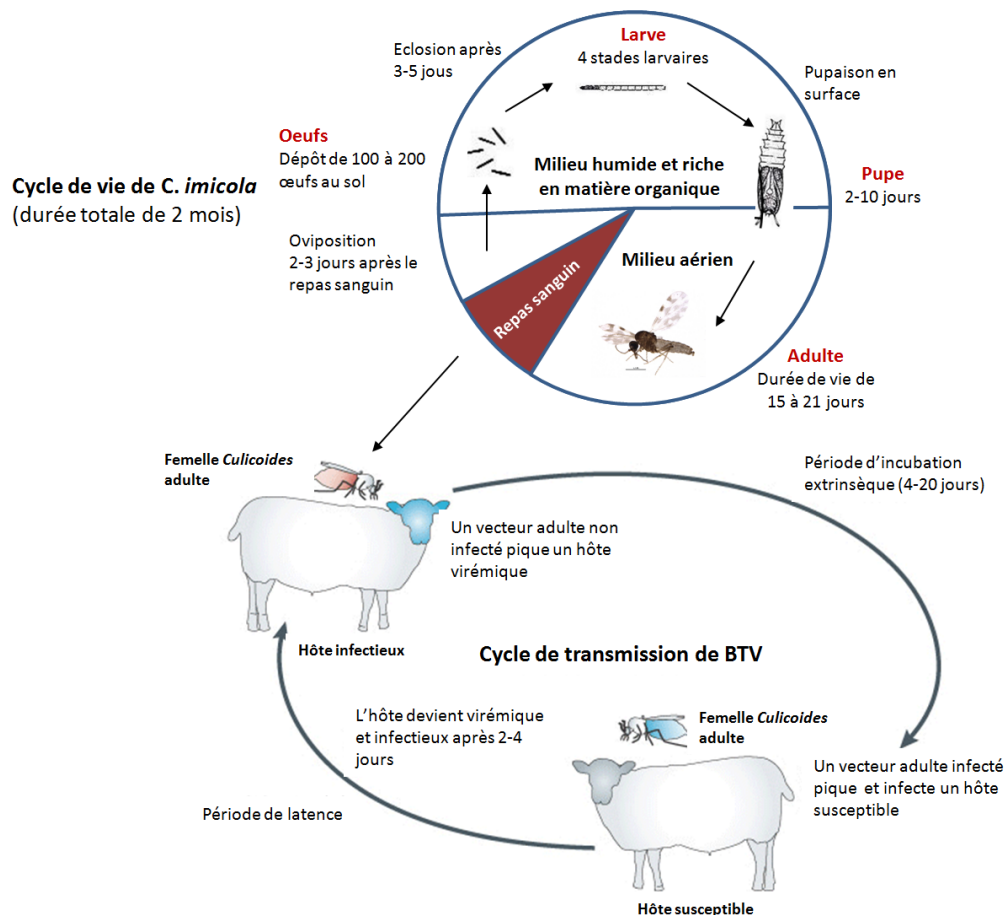 Larve
4 stades larvaires
Eclosion après
3-5 jous
Pupaison en
surface
Oeufs
Dépôt de 100 à 200
œufs au sol
Milieu humide et riche
en matière organique
Pupe
2-10 jours
Cycle de vie de C. imicola
(durée totale de 2 mois)
Oviposition
2-3 jours après le
repas sanguin
Repas sanguin
Milieu aérien
Adulte
Durée de vie de
15 à 21 jours
Femelle Culicoides
adulte
Période d'incubation
extrinsèque (4-20 jours)
Un vecteur adulte non
infecté pique un hôte
virémique
Hôte infectieux
Cycle de transmission de BTV
L'hôte devient virémique
et infectieux après 2-4
jours
Femelle Culicoides
adulte
Un vecteur adulte infecté
pique et infecte un hôte
susceptible
Période de latence
Hôte susceptible